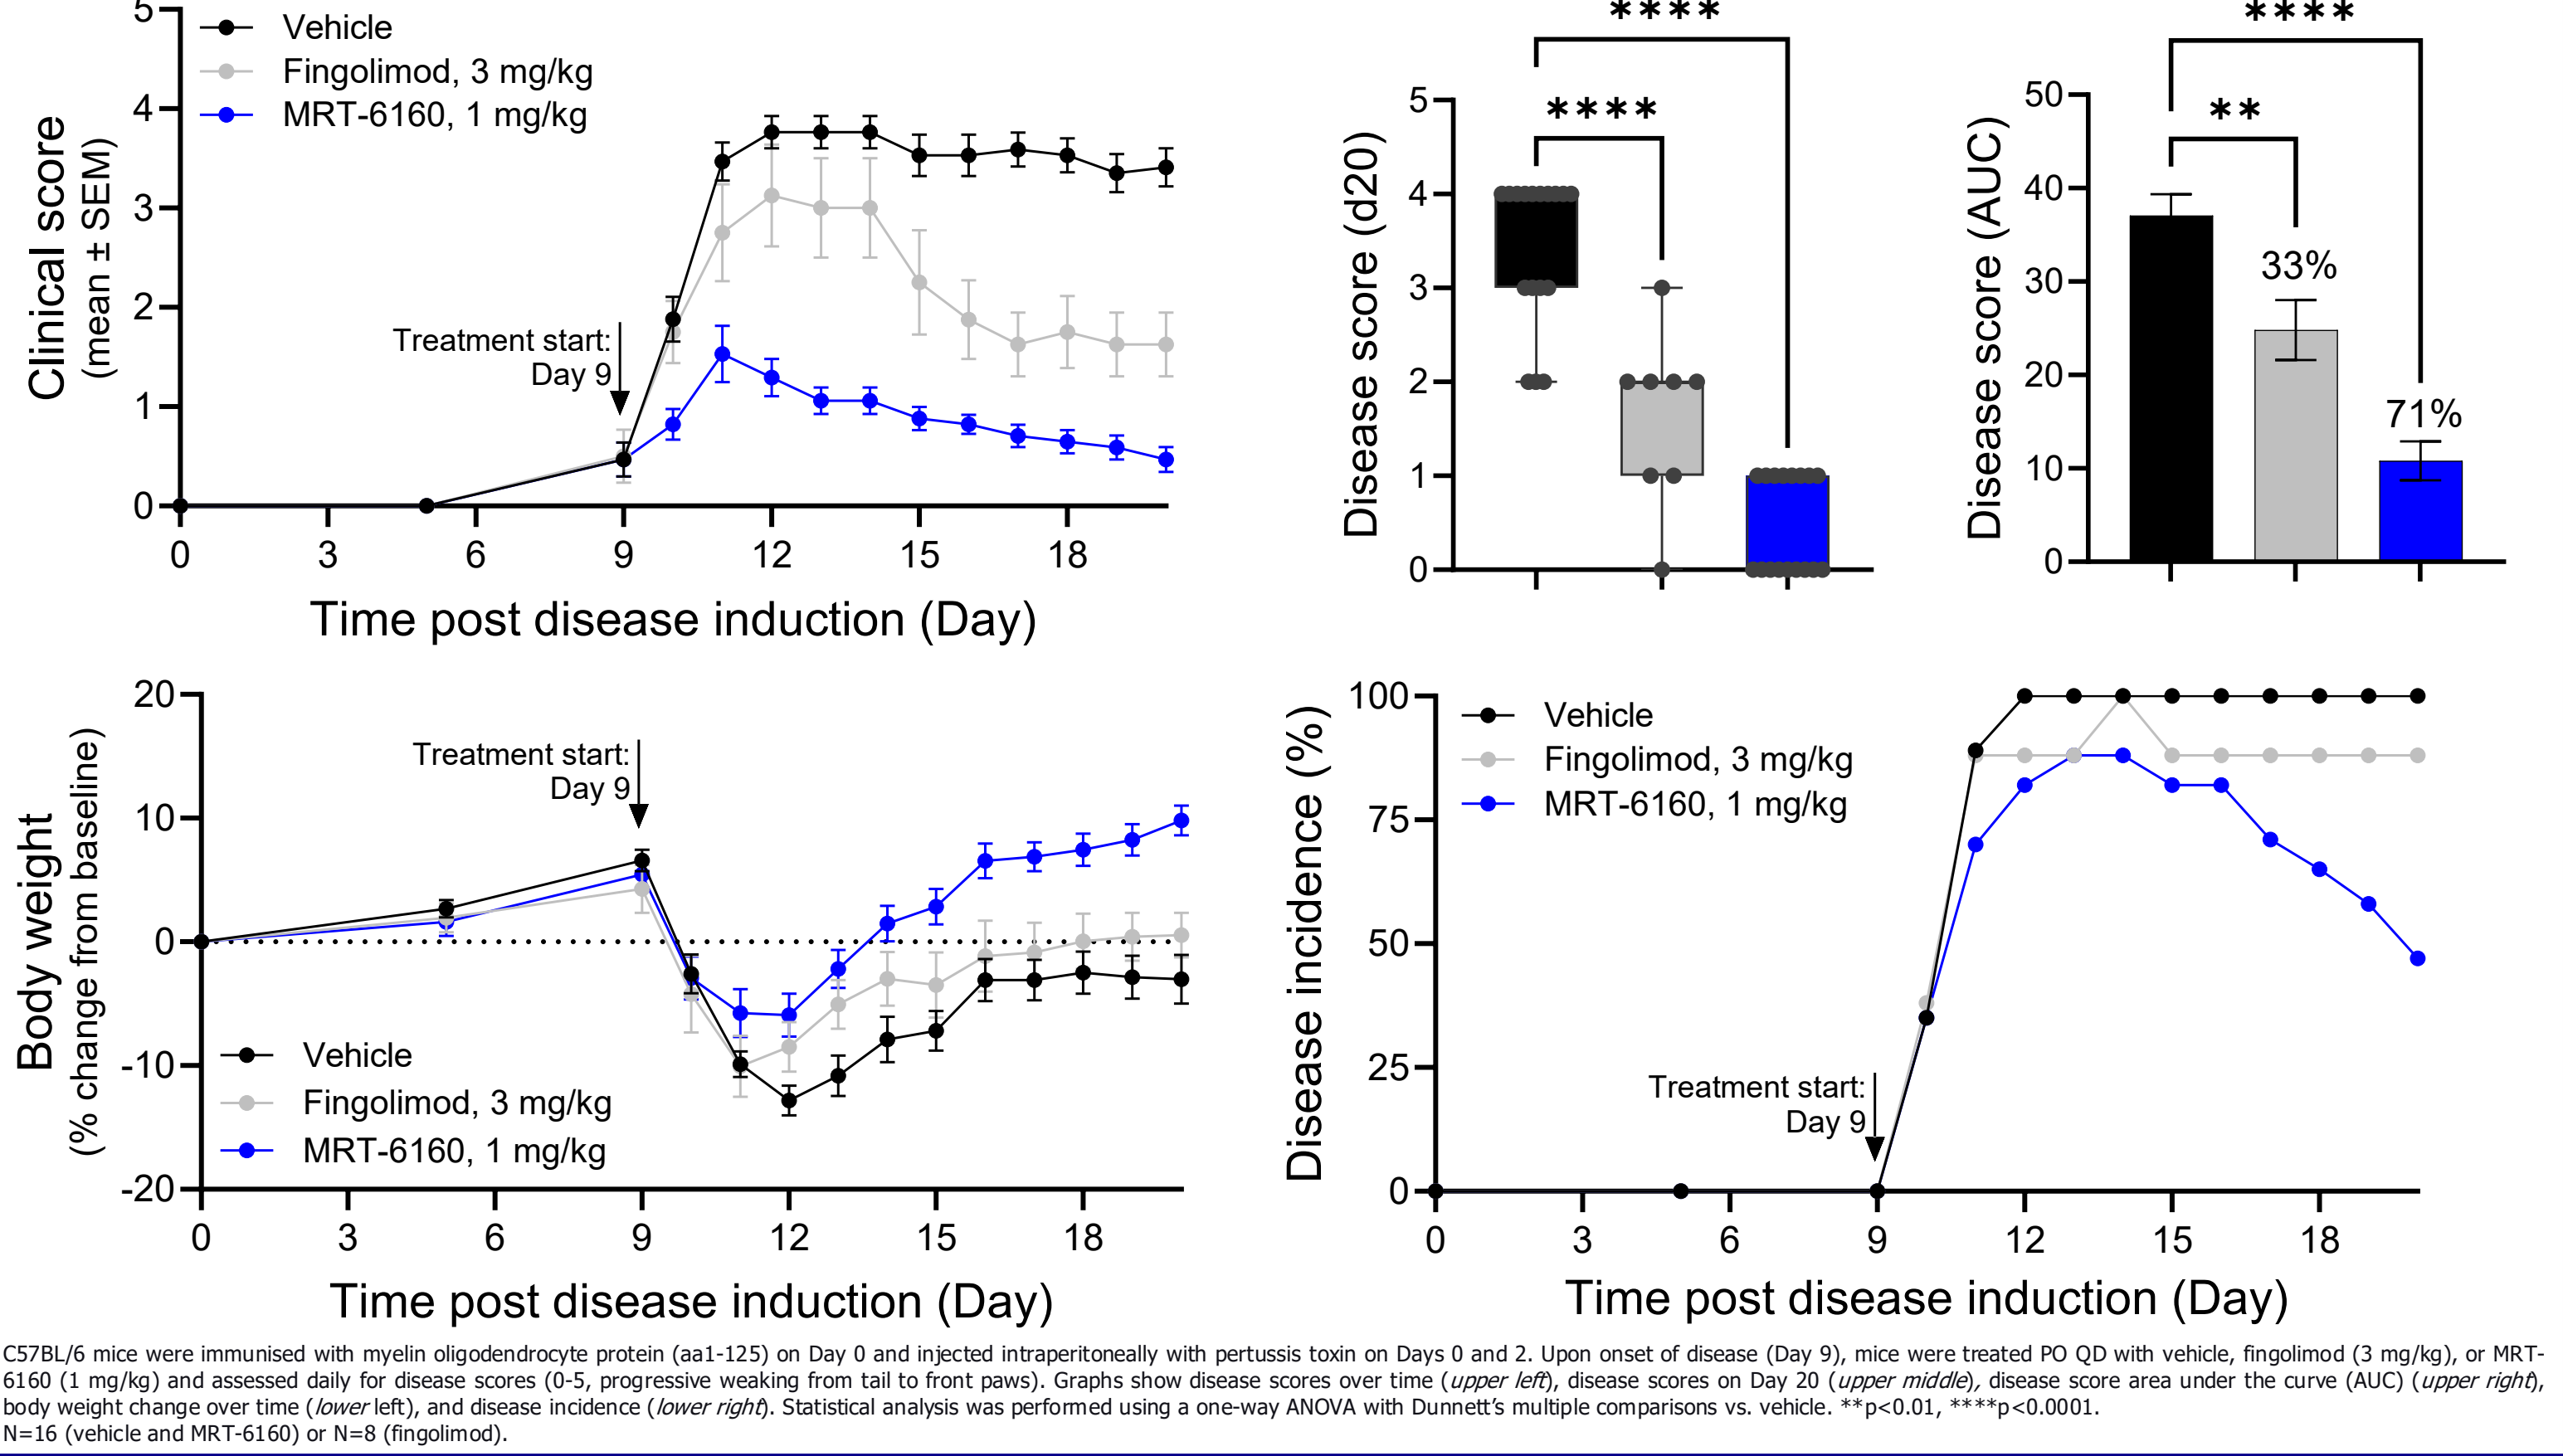 5
4
3
2
1
0
Clinical score
(mean ± SEM)
Vehicle
Fingolimod, 3 mg/kg
MRT-6160, 1 mg/kg
Treatment start:
Day 9
0 3 6 9 12 15 18
Time post disease induction (Day)
****
****
5
4
3
2
1
0
Disease score (d20)
****
**
50
40
30
20
10
0
Disease score (AUC)
33%
71%
20
10
0
-10
-20
Body weight
(% change from baseline)
Treatment start:
Day 9
Vehicle
Fingolimod, 3 mg/kg
MRT-6160, 1 mg/kg
0 3 6 9 12 15 18
Time post disease induction (Day)
100
75
50
25
0
Disease incidence (%)
Vehicle
Fingolimod, 3 mg/kg
MRT-6160, 1 mg/kg
Treatment start:
Day 9
0 3 6 9 12 15 18
Time post disease induction (Day)
C57BL/6 mice were immunised with myelin oligodendrocyte protein (aa1-125) on Day 0 and injected intraperitoneally with pertussis toxin on Days 0 and 2. Upon onset of disease (Day 9), mice were treated PO QD with vehicle, fingolimod (3 mg/kg), or MRT-
6160 (1 mg/kg) and assessed daily for disease scores (0-5, progressive weaking from tail to front paws). Graphs show disease scores over time (upper left), disease scores on Day 20 (upper middle), disease score area under the curve (AUC) (upper right),
body weight change over time (lower left), and disease incidence (lower right). Statistical analysis was performed using a one-way ANOVA with Dunnett's multiple comparisons vs. vehicle. **p<0.01, ****p<0.0001.
N=16 (vehicle and MRT-6160) or N=8 (fingolimod).